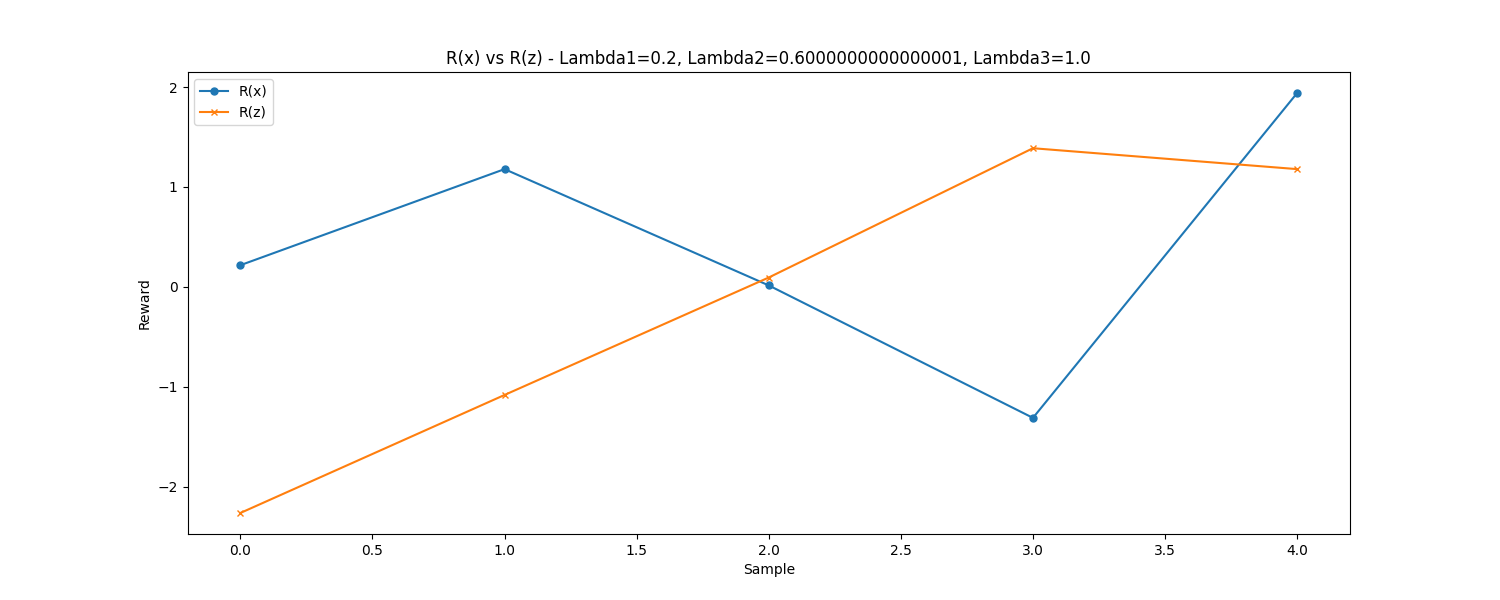 R(x) vs R(z) - Lambda1=0.2, Lambda2=0.6000000000000001, Lambda3=1.0
R(x)
R(z)
2
1
0
−1
−2
Reward
0.0 0.5 1.0 1.5 2.0 2.5 3.0 3.5 4.0
Sample